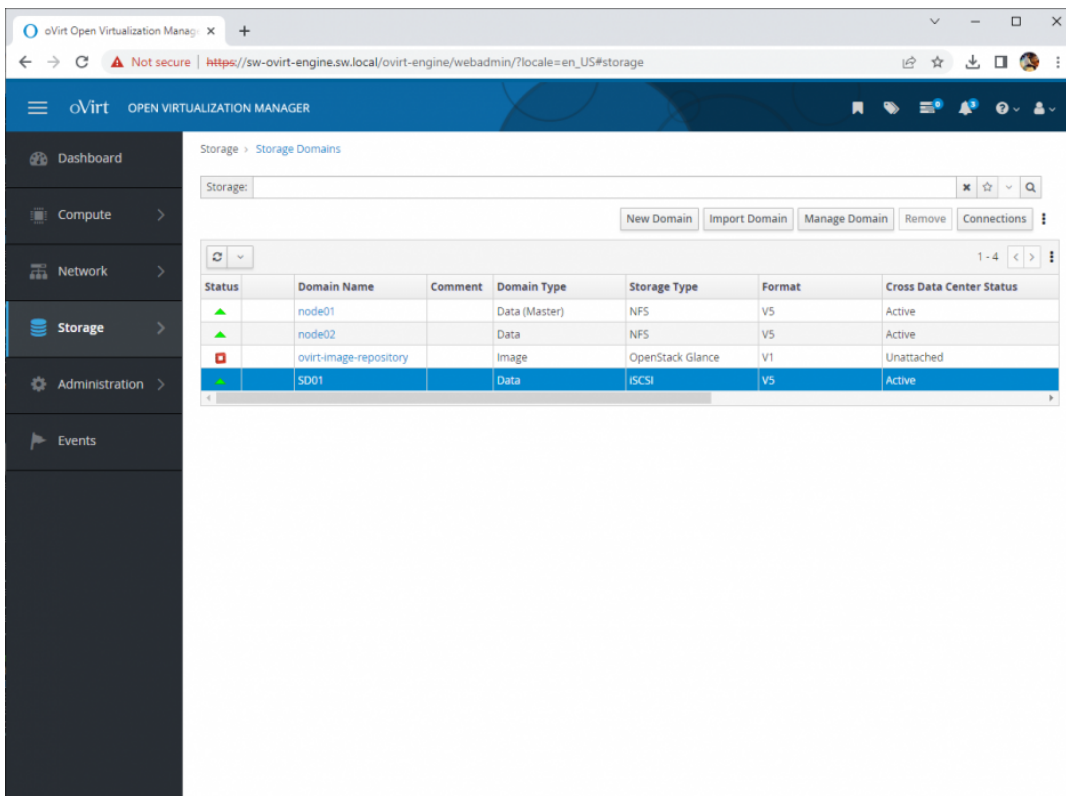 oVirt Open Virtualization Manag
Not secure | https://sw-ovirt-engine.sw.local/ovirt-engine/webadmin/?locale=en_US#storage
oVirt OPEN VIRTUALIZATION MANAGER
0
3
Dashboard
Compute
Network
Storage
Administration
Events
Storage > Storage Domains
Storage:
New Domain Import Domain Manage Domain Remove Connections
1 - 4
Status Domain Name Comment Domain Type Storage Type Format Cross Data Center Status
node01 Data (Master) NFS V5 Active
node02 Data NFS V5 Active
ovirt-image-repository Image OpenStack Glance V1 Unattached
SD01 Data iSCSI V5 Active